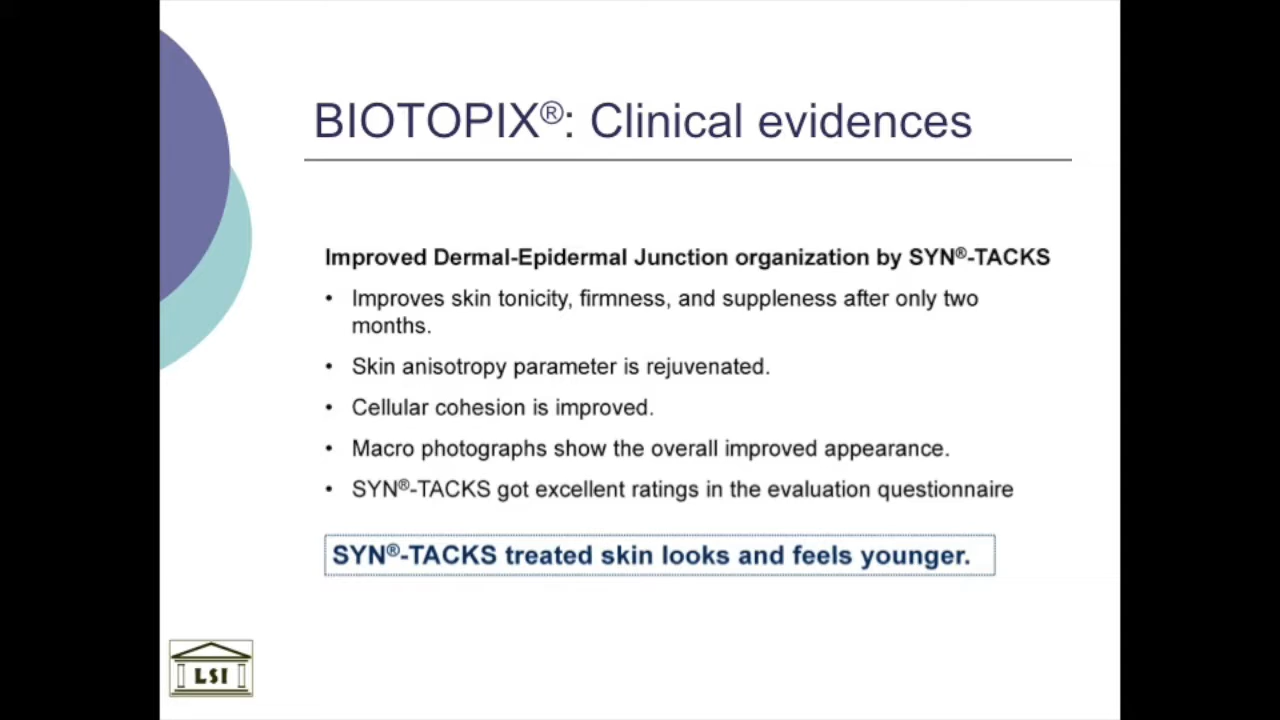 BIOTOPIX®: Clinical evidences
Improved Dermal-Epidermal Junction organization by SYN®-TACKS
• Improves skin tonicity, firmness, and suppleness after only two
months.
• Skin anisotropy parameter is rejuvenated.
• Cellular cohesion is improved.
• Macro photographs show the overall improved appearance.
• SYN®-TACKS got excellent ratings in the evaluation questionnaire
SYN®-TACKS treated skin looks and feels younger.
LSI